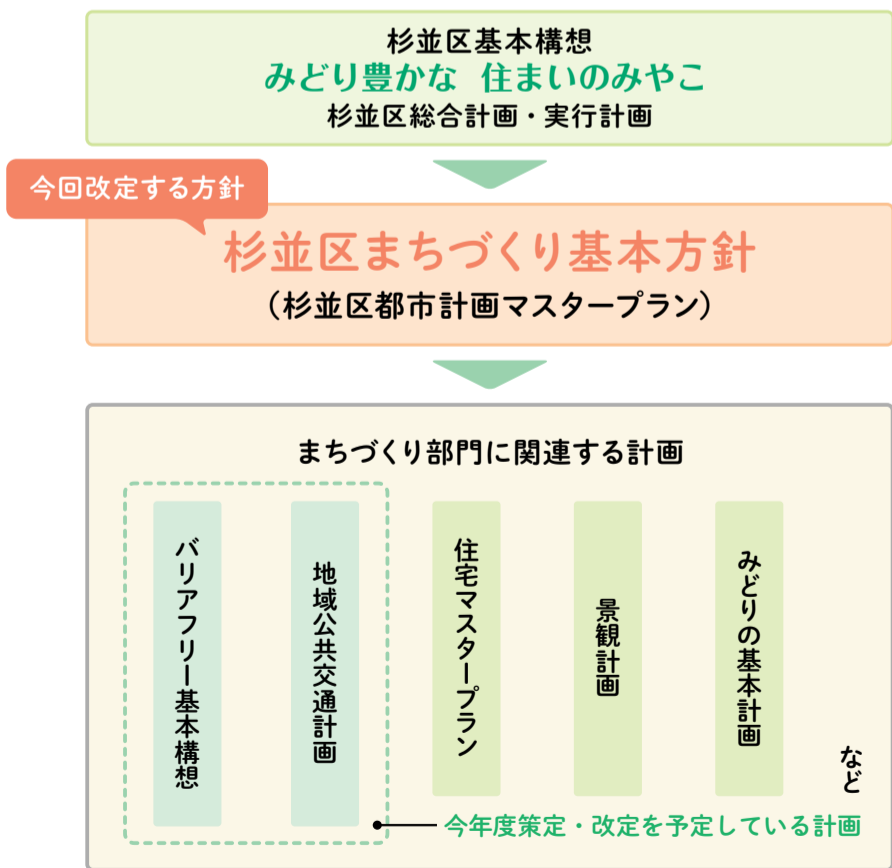 杉並区基本構想
みどり豊かな 住まいのみやこ
杉並区総合計画・実行計画
今回改定する方針
杉並区まちづくり基本方針
（杉並区都市計画マスタープラン）
まちづくり部門に関連する計画
バリアフリー基本構想
地域公共交通計画
住宅マスタープラン
景観計画
みどりの基本計画
など
今年度策定・改定を予定している計画